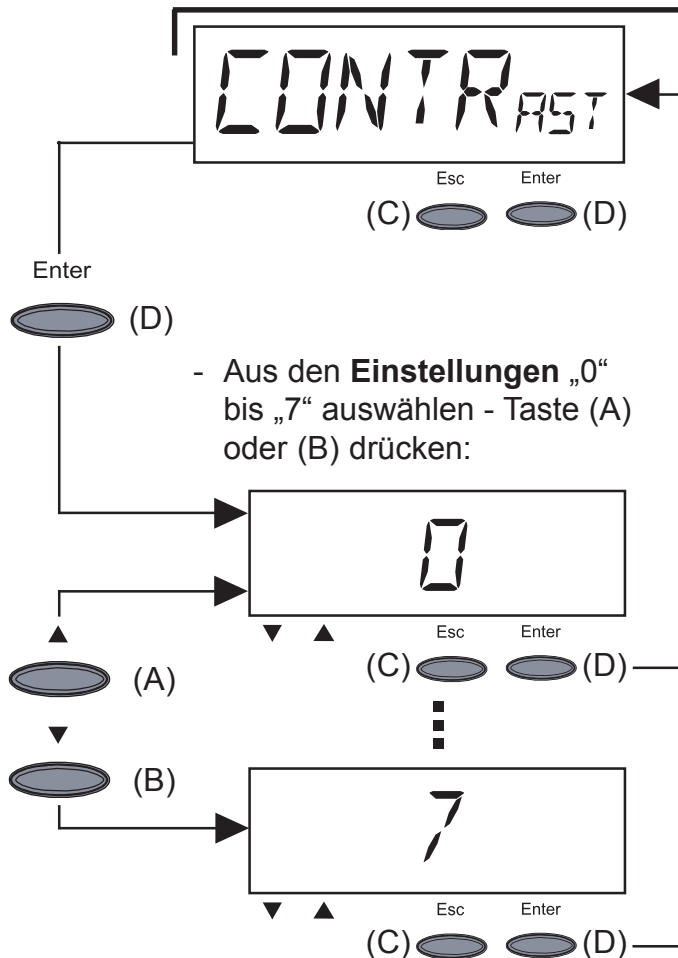 CONTRAST
Esc Enter
(C) (D)
Enter
(D)
- Aus den Einstellungen „0“
bis „7“ auswählen - Taste (A)
oder (B) drücken:
0
▼ ▲ Esc Enter
(C) (D)
▲
(A)
▼
(B)
7
▼ ▲ Esc Enter
(C) (D)